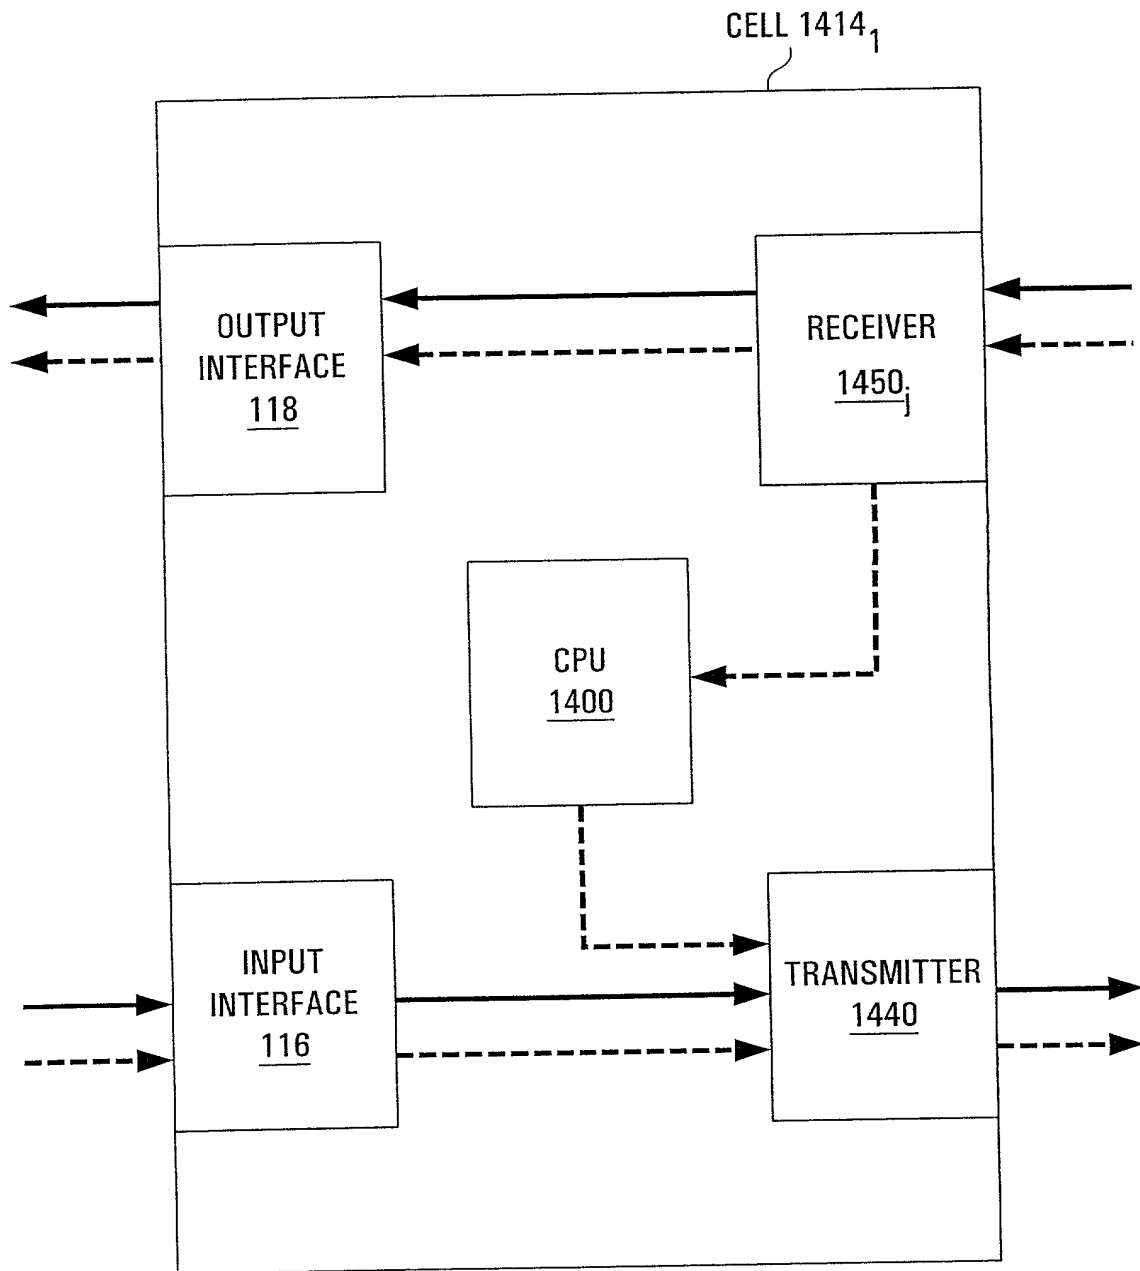 CELL 1414₁
OUTPUT
INTERFACE
118
RECEIVER
1450ⱼ
CPU
1400
INPUT
INTERFACE
116
TRANSMITTER
1440